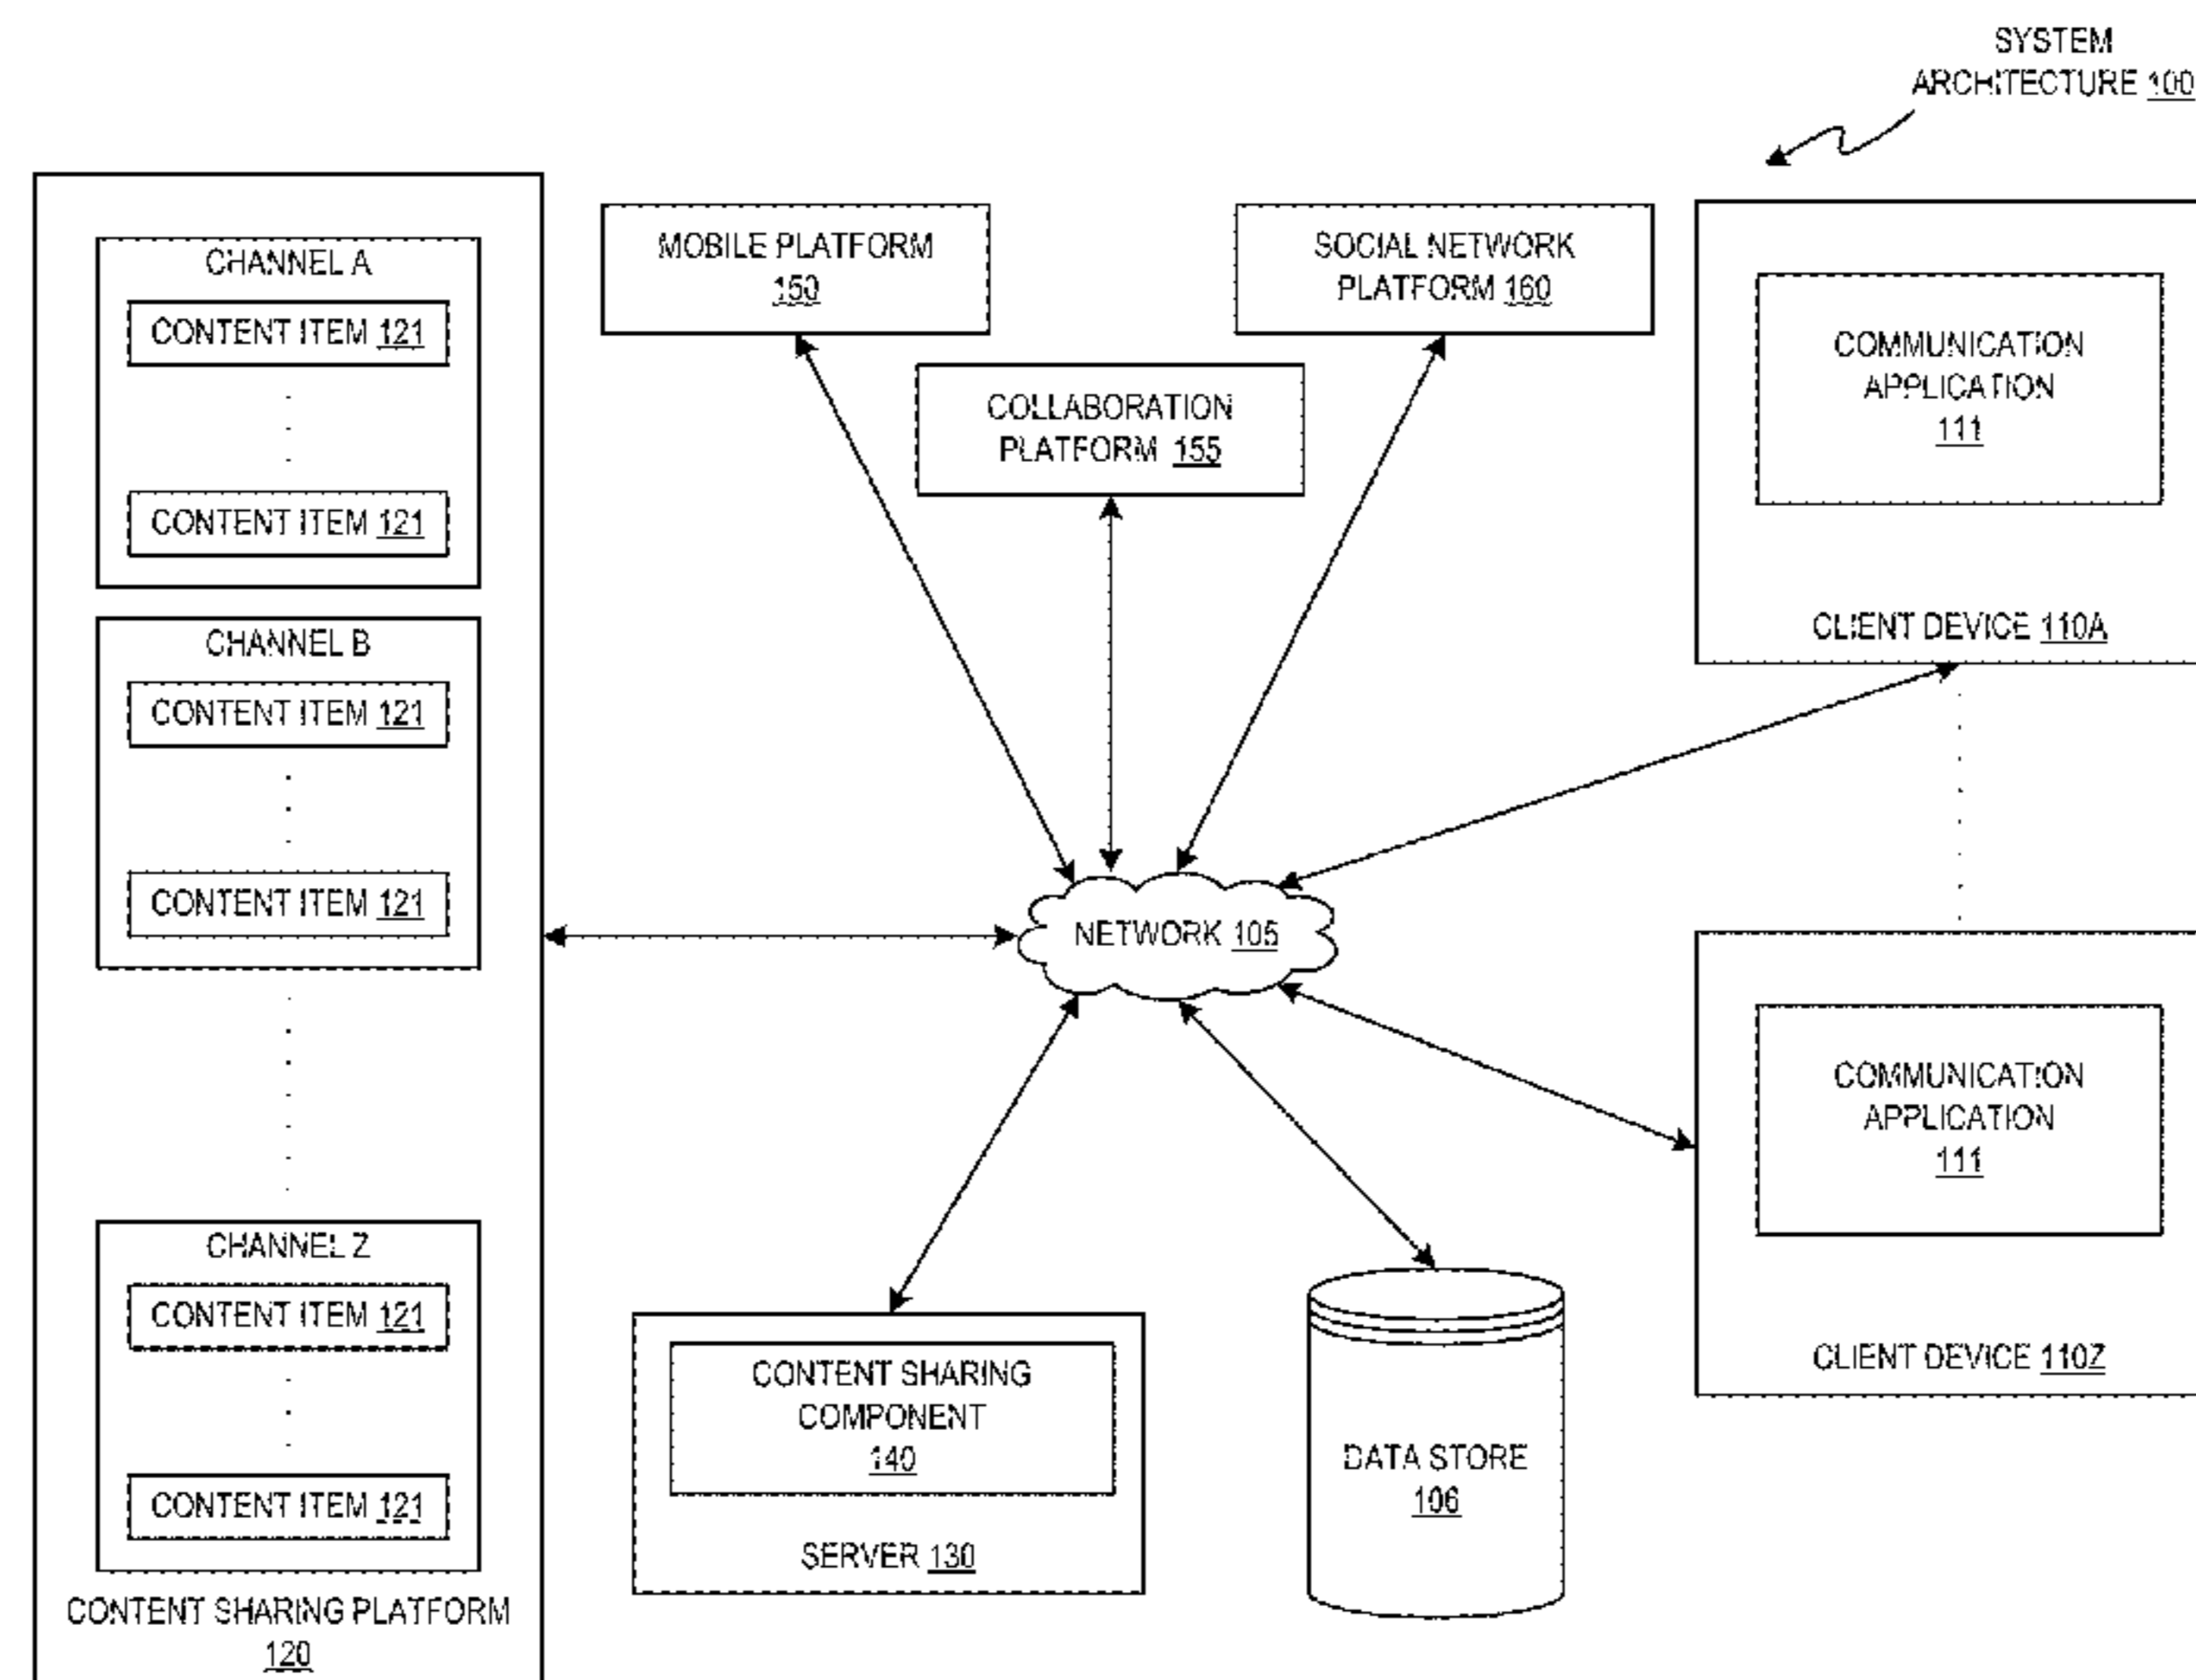 SYSTEM
ARCHITECTURE 100
CHANNEL A
CONTENT ITEM 121
CONTENT ITEM 121
CHANNEL B
CONTENT ITEM 121
CONTENT ITEM 121
CHANNEL Z
CONTENT ITEM 121
CONTENT ITEM 121
CONTENT SHARING PLATFORM
120
MOBILE PLATFORM
150
COLLABORATION
PLATFORM 155
SOCIAL NETWORK
PLATFORM 160
COMMUNICATION
APPLICATION
111
CLIENT DEVICE 110A
NETWORK 105
COMMUNICATION
APPLICATION
111
CLIENT DEVICE 110Z
CONTENT SHARING
COMPONENT
140
SERVER 130
DATA STORE
106